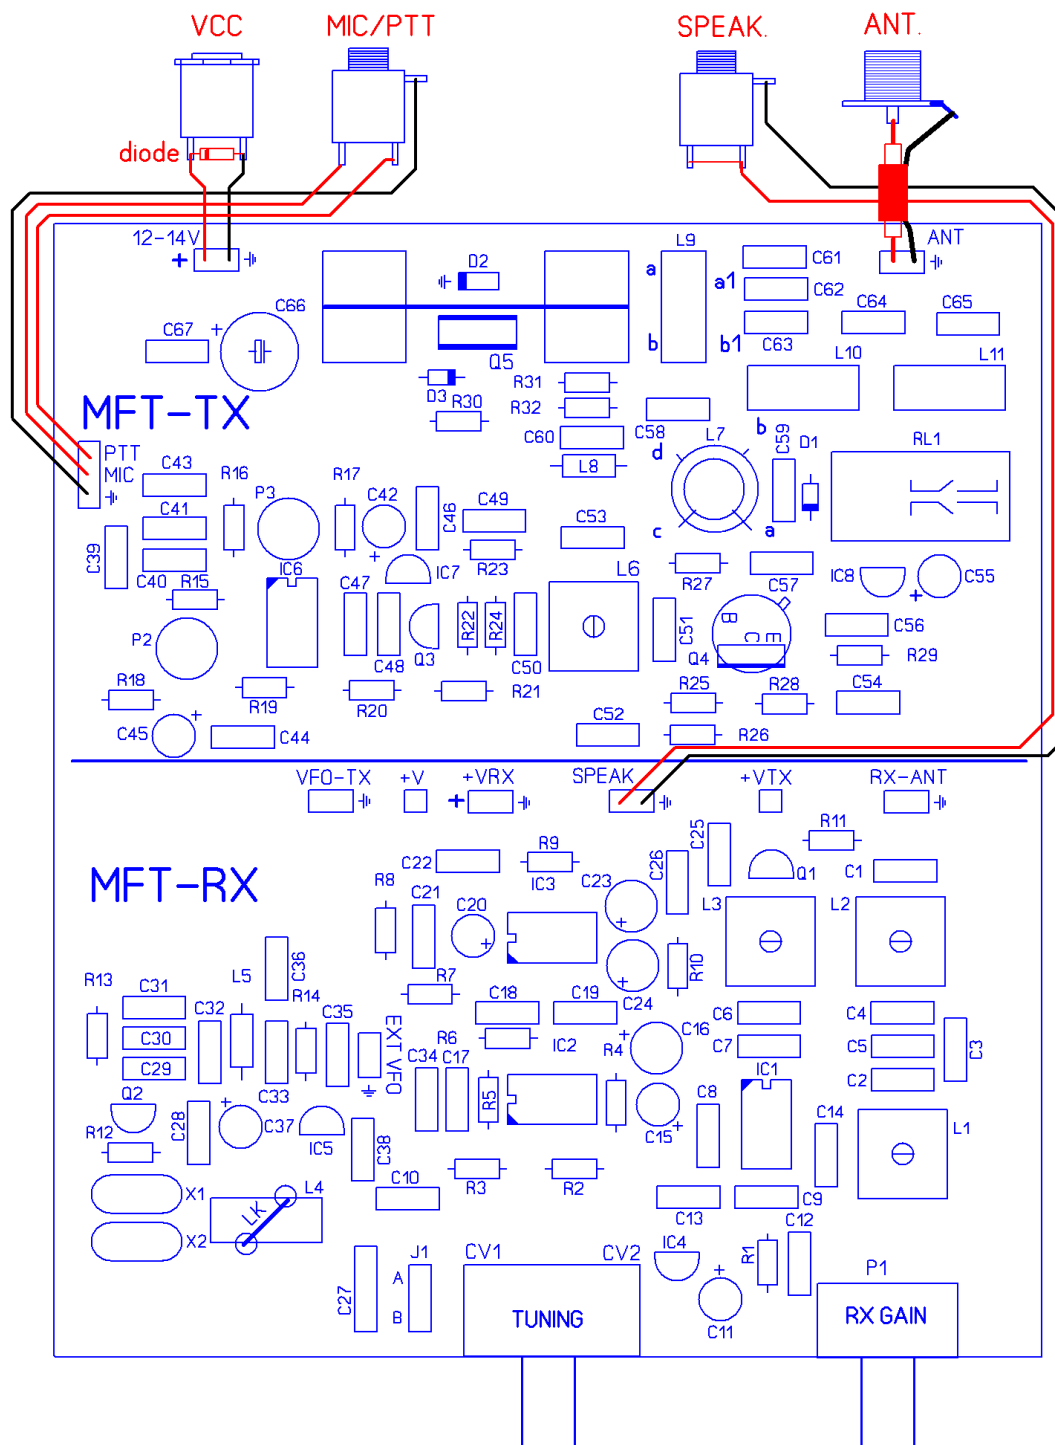 VCC MIC/PTT SPEAK. ANT.
diode
12-14V ANT
+
L9 C61
D2 a a1 C62
C66 C64 C65
C67 + b b1 C63
Q5 L10 L11
D3 R31
MFT-TX R30 R32 C58 b
C60 L7 C59 D1 RL1
d
PTT L8
MIC C43 R16 R17
P3 C42 C46 C49
C41 C53 c a
C39 + R23 R27
C40 R15 IC6 IC7 L6 C57 IC8 C55
+
C47 B
P2 R22 R24 C51 C C56
E
C48 Q3 C50 Q4 R29
R18 R19 R20 R21 R25 R28 C54
C45 + C44 C52 R26
VFO-TX +V +VRX SPEAK +VTX RX-ANT
+
R9 C25 R11
MFT-RX C22 IC3 C26 Q1 C1
R8 C21 C20 C23 L3 L2
+ +
R13 L5 C36 R7 + R10
C31 C32 R14 C35 C18 C19 C24 C6 C4
C30 EXT VFO R6 IC2 R4 + C16 C7 C5 C3
C29 C33 C34 C17 IC1 C2
Q2 C28 + C37 IC5 R5 C15 + C8 C14 L1
R12 C38
X1 LK L4 C10 R3 R2 C13 C9
X2 C12
J1 CV1 CV2 IC4 R1 P1
C27 A +
B TUNING C11 RX GAIN